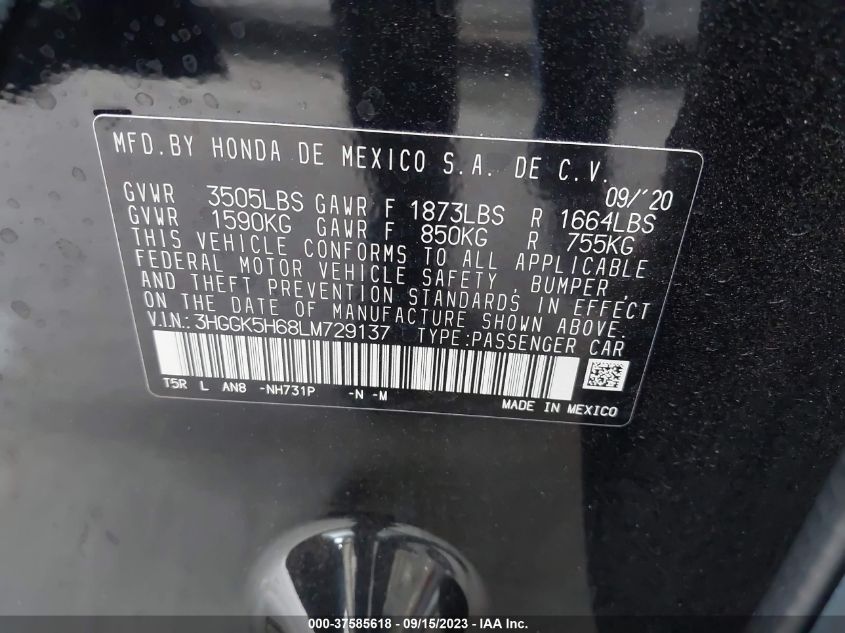 MFD.BY HONDA DE MEXICO S.A. DE C.V.
09/'20
GVWR 3505LBS GAWR F 1873LBS R 1664LBS
GVWR 1590KG GAWR F 850KG R 755KG
THIS VEHICLE CONFORMS TO ALL APPLICABLE
FEDERAL MOTOR VEHICLE SAFETY, BUMPER,
AND THEFT PREVENTION STANDARDS IN EFFECT
ON THE DATE OF MANUFACTURE SHOWN ABOVE.
V.I.N.: 3HGGK5H68LM729137 TYPE:PASSENGER CAR
T5R L AN8 -NH731P -N -M
MADE IN MEXICO
000-37585618 - 09/15/2023 - IAA Inc.